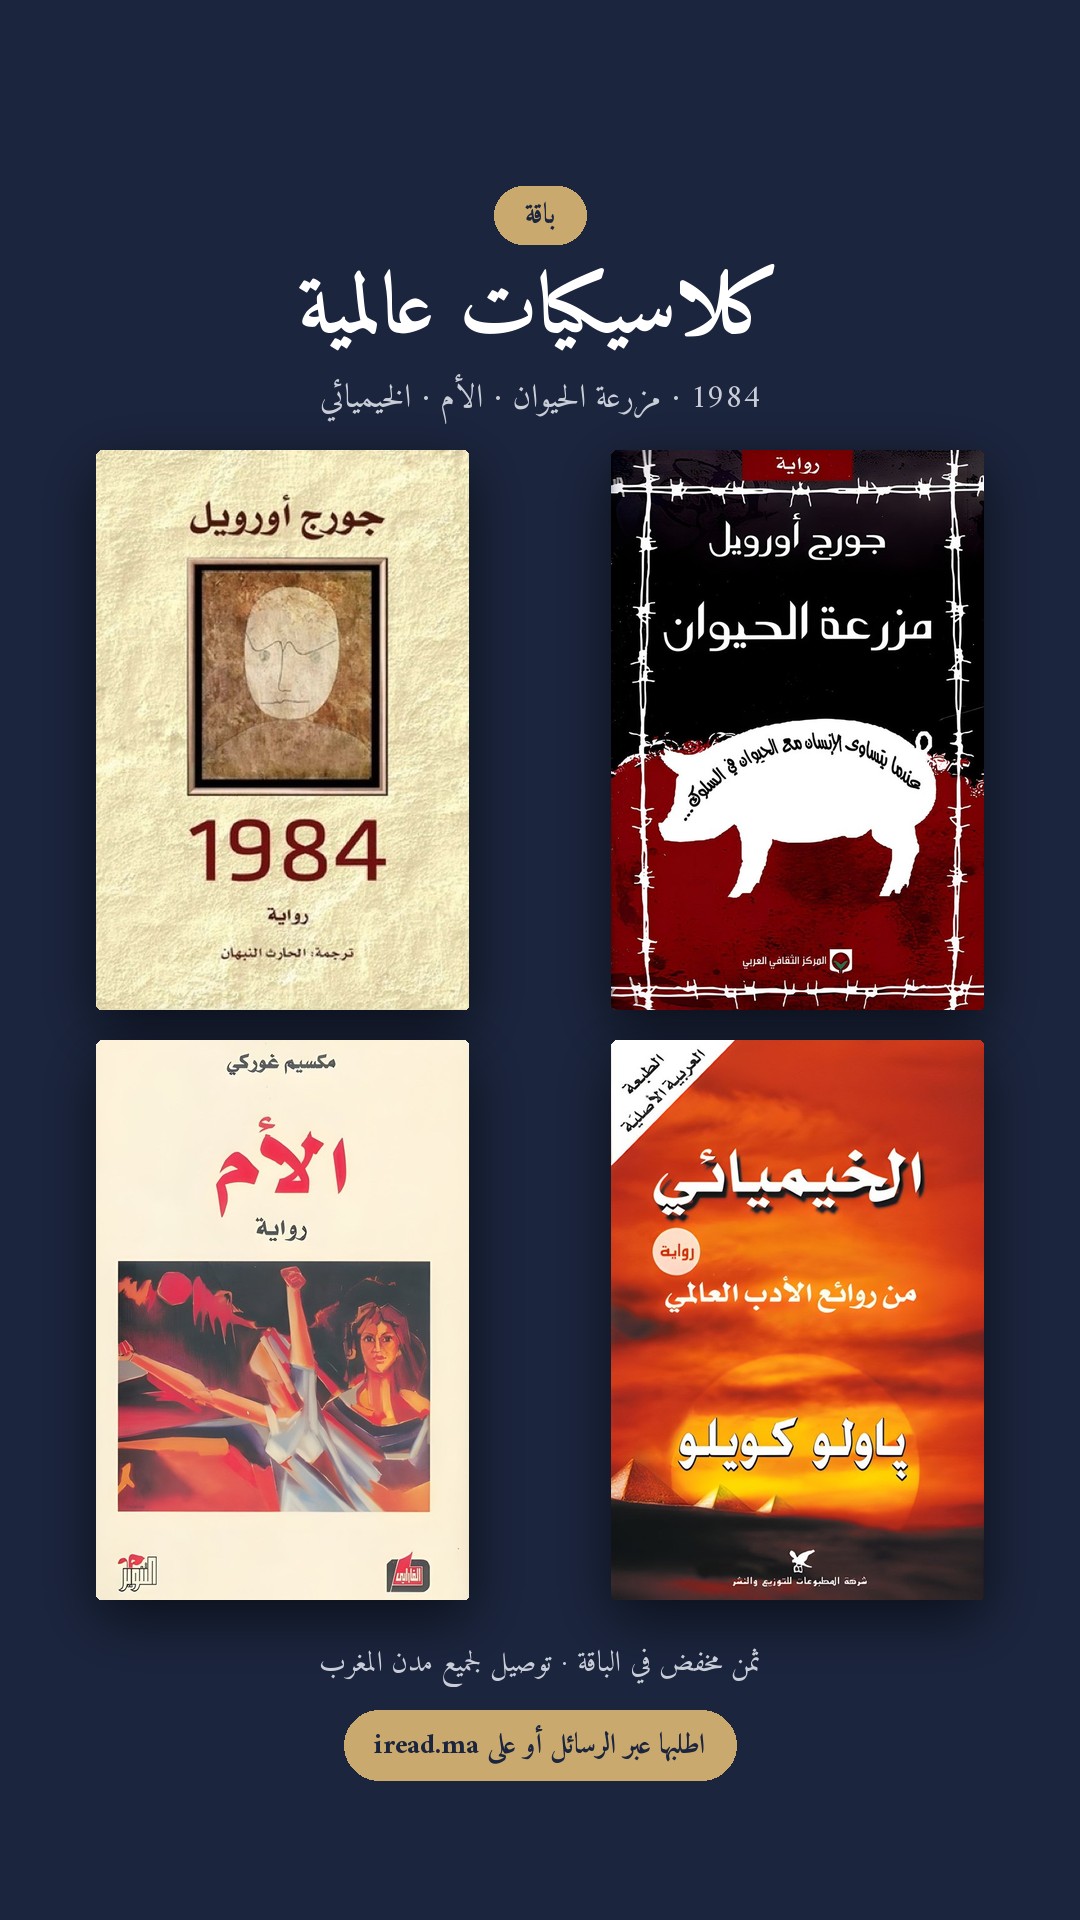 باقة
كلاسيكيات عالمية
1984 · مزرعة الحيوان · الأم · الخيميائي
جورج أورويل
1984
رواية
ترجمة: الحارث النبهان
رواية
جورج أورويل
مزرعة الحيوان
عندما يتساوى الإنسان مع الحيوان في السلوك...
المركز الثقافي العربي
مكسيم غوركي
الأم
رواية
التنوير
الفارابي
الطبعة
العربية الأصلية
الخيميائي
رواية
من روائع الأدب العالمي
پاولو كويلو
شركة المطبوعات للتوزيع والنشر
ثمن مخفض في الباقة · توصيل لجميع مدن المغرب
اطلبها عبر الرسائل أو على iread.ma